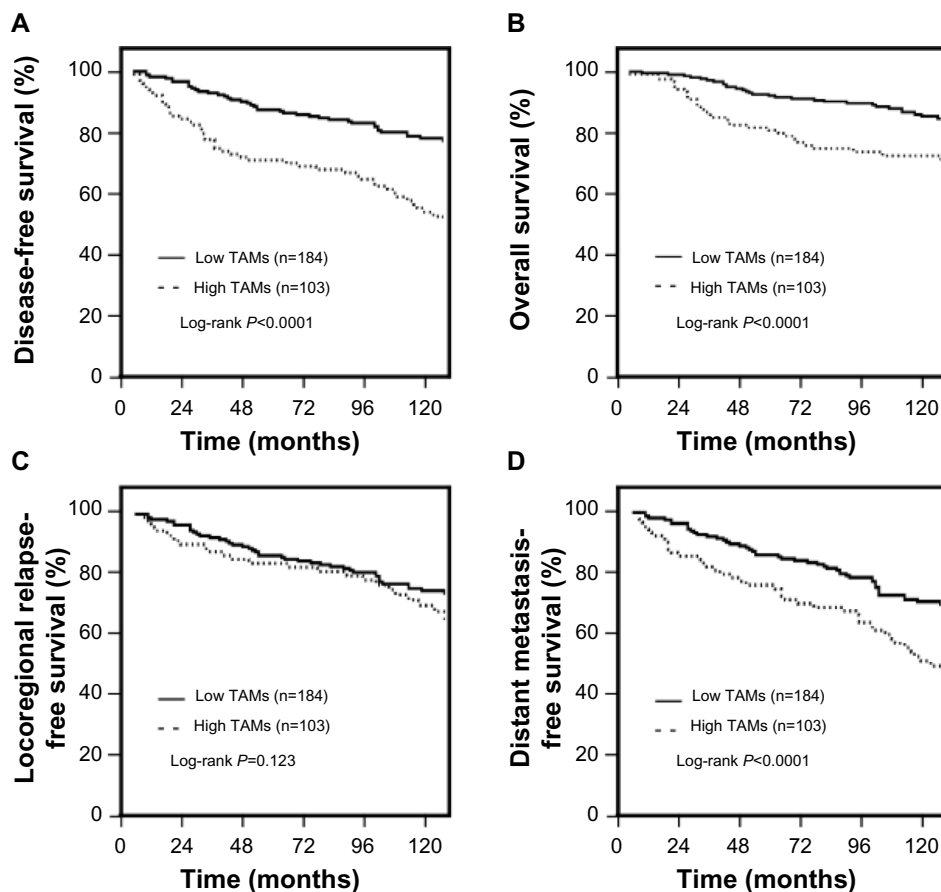 A
Disease-free survival (%)
100
80
60
40
20
0
Low TAMs (n=184)
High TAMs (n=103)
Log-rank P<0.0001
0 24 48 72 96 120
Time (months)
B
Overall survival (%)
100
80
60
40
20
0
Low TAMs (n=184)
High TAMs (n=103)
Log-rank P<0.0001
0 24 48 72 96 120
Time (months)
C
Locoregional relapse-
free survival (%)
100
80
60
40
20
0
Low TAMs (n=184)
High TAMs (n=103)
Log-rank P=0.123
0 24 48 72 96 120
Time (months)
D
Distant metastasis-
free survival (%)
100
80
60
40
20
0
Low TAMs (n=184)
High TAMs (n=103)
Log-rank P<0.0001
0 24 48 72 96 120
Time (months)